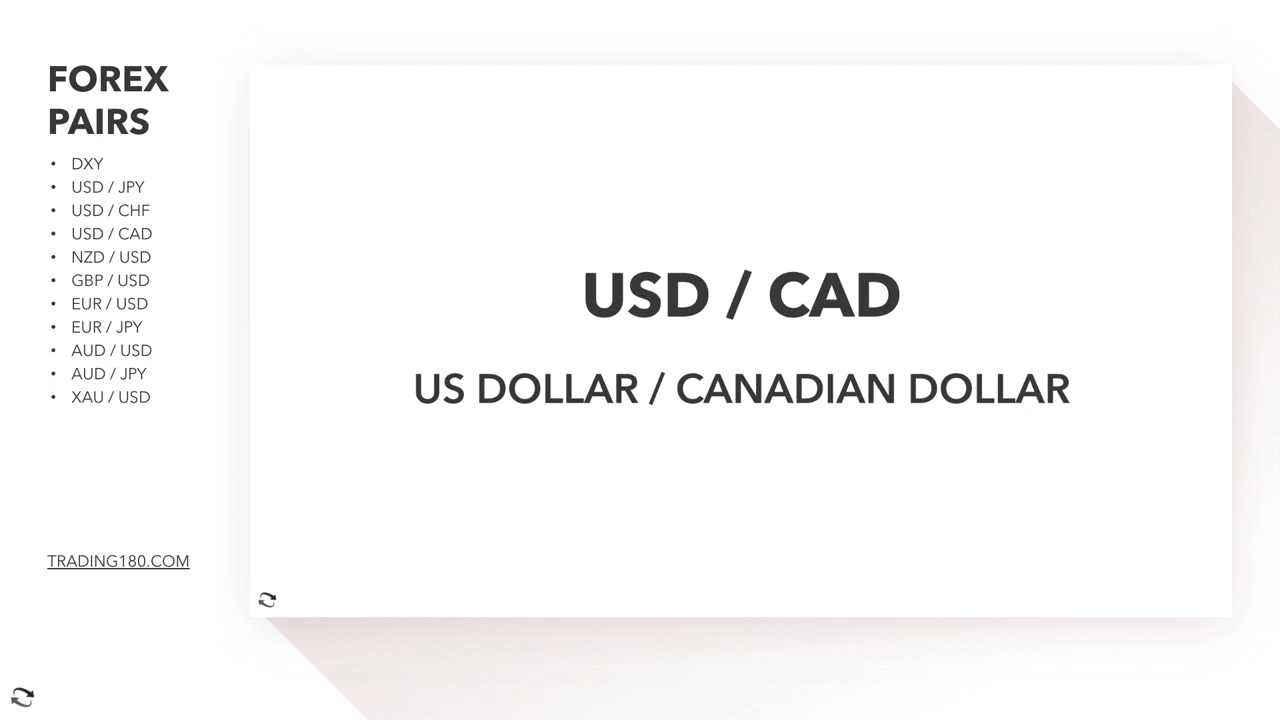 FOREX
PAIRS
• DXY
• USD / JPY
• USD / CHF
• USD / CAD
• NZD / USD
• GBP / USD
• EUR / USD
• EUR / JPY
• AUD / USD
• AUD / JPY
• XAU / USD
TRADING180.COM
USD / CAD
US DOLLAR / CANADIAN DOLLAR